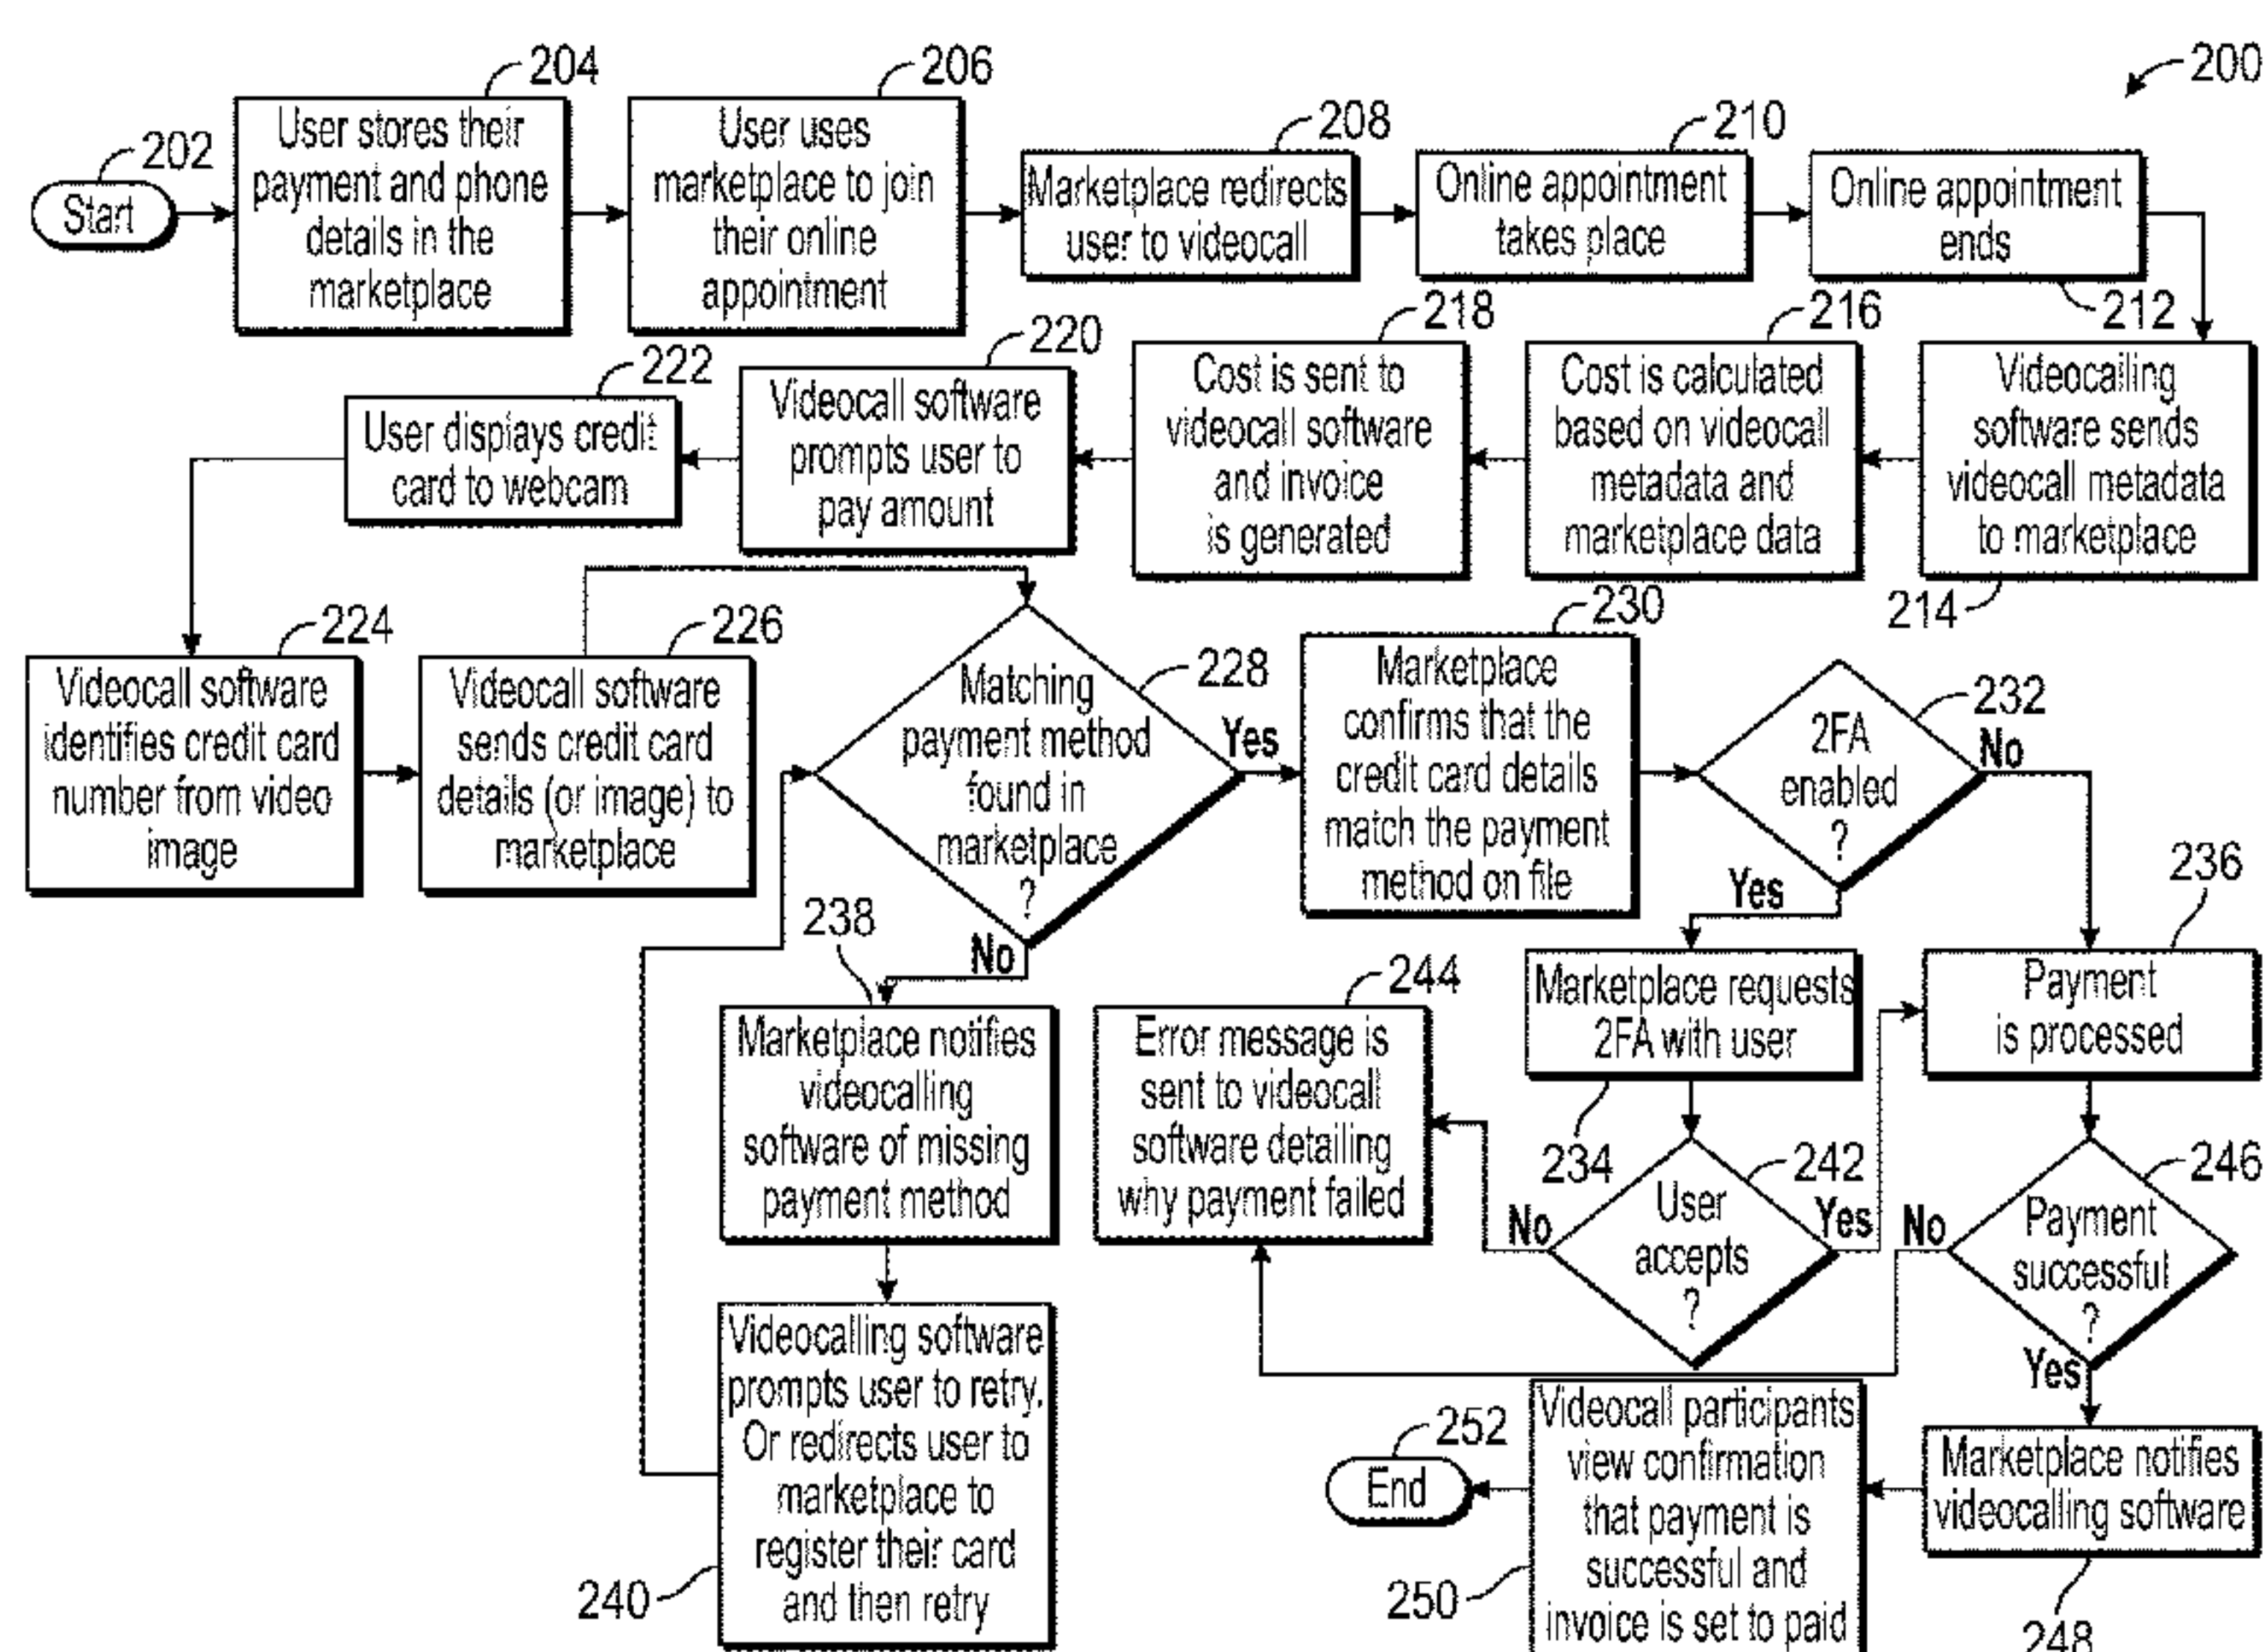 200
202
Start
204
User stores their
payment and phone
details in the
marketplace
206
User uses
marketplace to join
their online
appointment
208
Marketplace redirects
user to videocall
210
Online appointment
takes place
Online appointment
ends
212
Videocalling
software sends
videocall metadata
to marketplace
214
216
Cost is calculated
based on videocall
metadata and
marketplace data
218
Cost is sent to
videocall software
and invoice
is generated
220
Videocall software
prompts user to
pay amount
222
User displays credit
card to webcam
224
Videocall software
identifies credit card
number from video
image
226
Videocall software
sends credit card
details (or image) to
marketplace
228
Matching
payment method
found in
marketplace
?
Yes
No
230
Marketplace
confirms that the
credit card details
match the payment
method on file
232
2FA
enabled
?
No
Yes
Marketplace requests
2FA with user
234
236
Payment
is processed
238
Marketplace notifies
videocalling
software of missing
payment method
Videocalling software
prompts user to retry.
Or redirects user to
marketplace to
register their card
and then retry
240
242
User
accepts
?
No
Yes
244
Error message is
sent to videocall
software detailing
why payment failed
246
Payment
successful
?
No
Yes
Marketplace notifies
videocalling software
248
Videocall participants
view confirmation
that payment is
successful and
invoice is set to paid
250
252
End